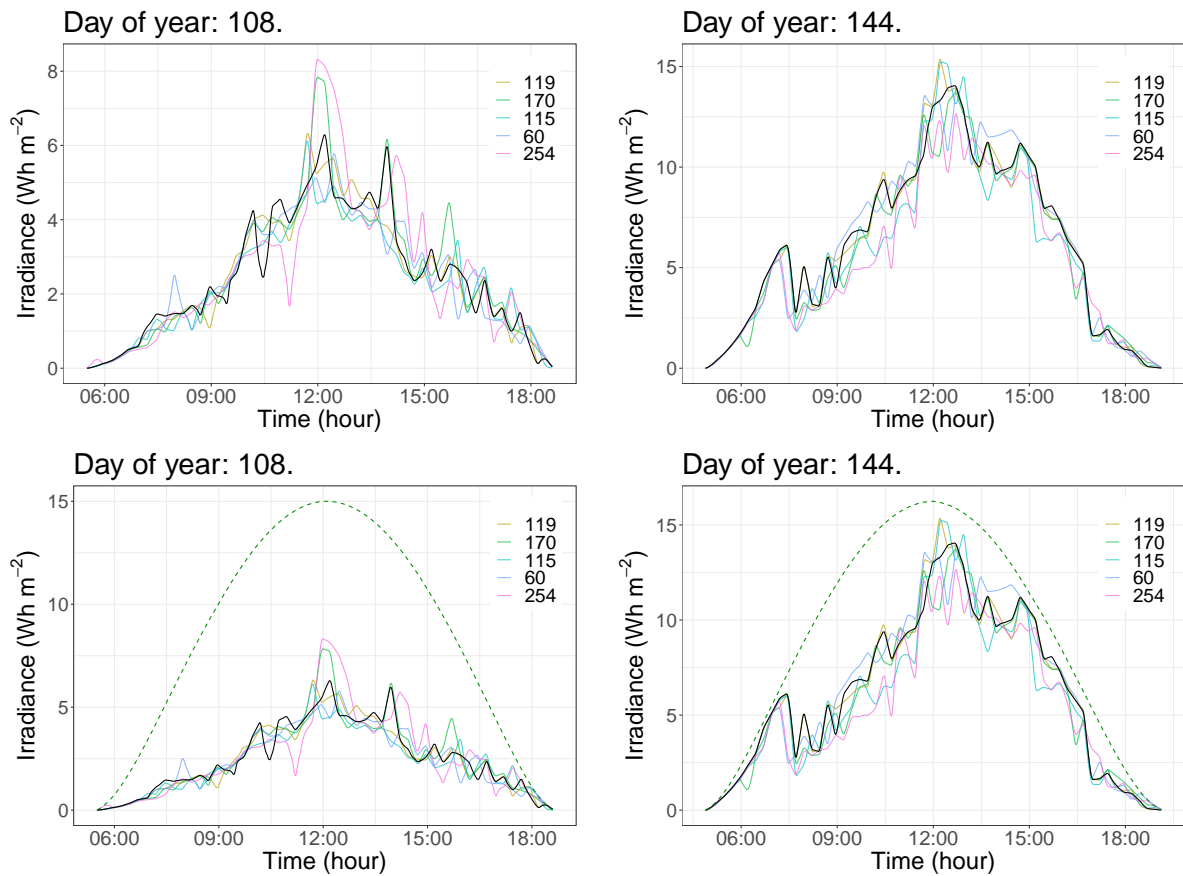 Day of year: 108.
Irradiance (Wh m⁻²)
8
6
4
2
0
119
170
115
60
254
06:00 09:00 12:00 15:00 18:00
Time (hour)
Day of year: 144.
Irradiance (Wh m⁻²)
15
10
5
0
119
170
115
60
254
06:00 09:00 12:00 15:00 18:00
Time (hour)
Day of year: 108.
Irradiance (Wh m⁻²)
15
10
5
0
119
170
115
60
254
06:00 09:00 12:00 15:00 18:00
Time (hour)
Day of year: 144.
Irradiance (Wh m⁻²)
15
10
5
0
119
170
115
60
254
06:00 09:00 12:00 15:00 18:00
Time (hour)